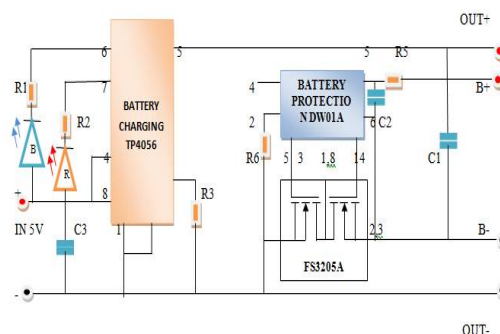 OUT+
6
5
5
R5
B+
R1
7
4
BATTERY
PROTECTIO
N DW01A
BATTERY
CHARGING
TP4056
R2
2
6
C2
B
R
4
R6
5 3 1,8 14
C1
+
8
R3
IN 5V
C3
1
2,3
B-
FS3205A
-
OUT-